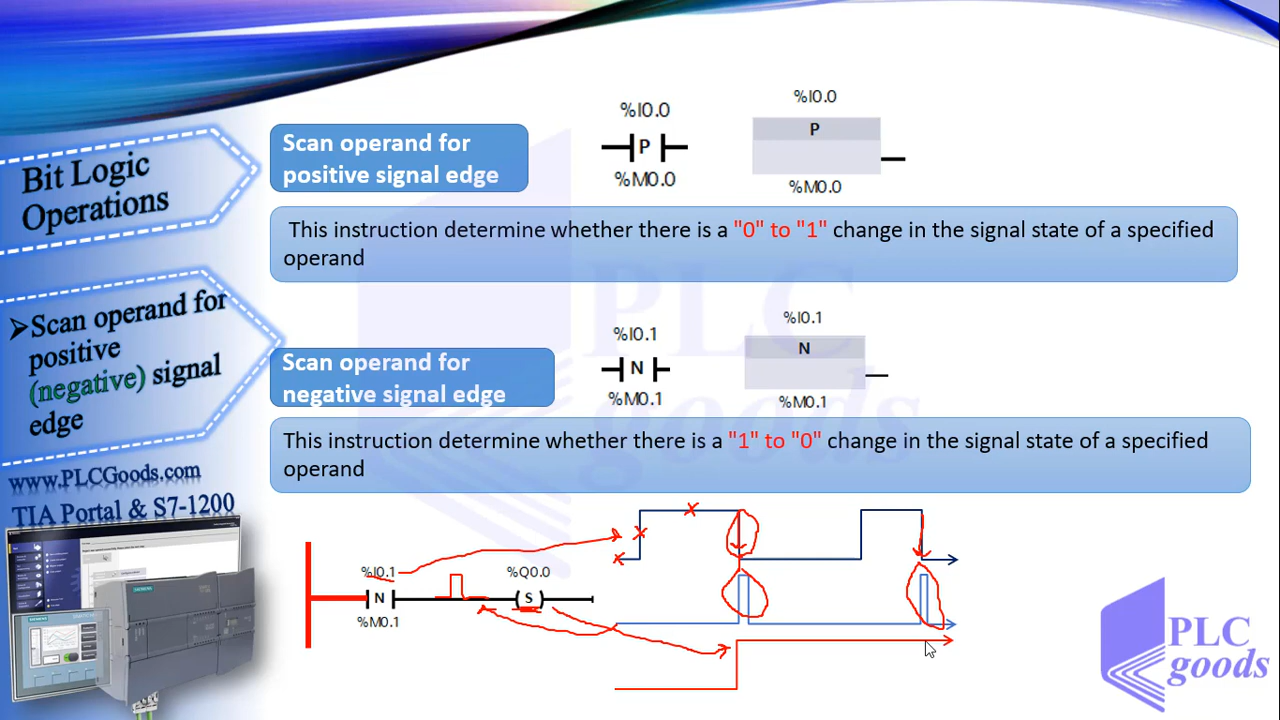 Bit Logic
Operations
➤Scan operand for
positive
(negative) signal
edge
www.PLCGoods.com
TIA Portal & S7-1200
Scan operand for
positive signal edge
%I0.0
P
%M0.0
%I0.0
P
%M0.0
This instruction determine whether there is a "0" to "1" change in the signal state of a specified
operand
Scan operand for
negative signal edge
%I0.1
N
%M0.1
%I0.1
N
%M0.1
This instruction determine whether there is a "1" to "0" change in the signal state of a specified
operand
%I0.1
N
%M0.1
%Q0.0
S
PLC
goods
PLC
goods
SIEMENS